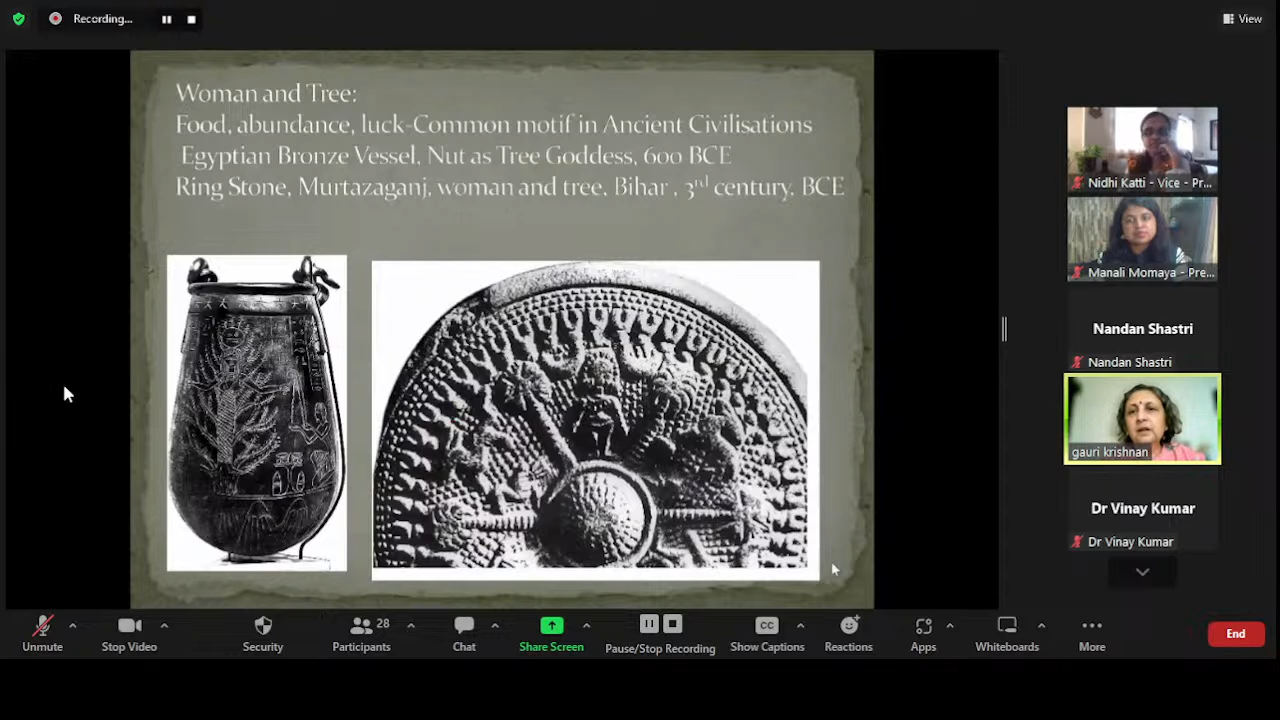 Recording...
View
Woman and Tree:
Food, abundance, luck-Common motif in Ancient Civilisations
Egyptian Bronze Vessel, Nut as Tree Goddess, 600 BCE
Ring Stone, Murtazaganj, woman and tree, Bihar , 3rd century. BCE
Nidhi Katti - Vice - Pr...
Manali Momaya - Pre...
Nandan Shastri
Nandan Shastri
gauri krishnan
Dr Vinay Kumar
Dr Vinay Kumar
28
CC
Unmute
Stop Video
Security
Participants
Chat
Share Screen
Pause/Stop Recording
Show Captions
Reactions
Apps
Whiteboards
More
End